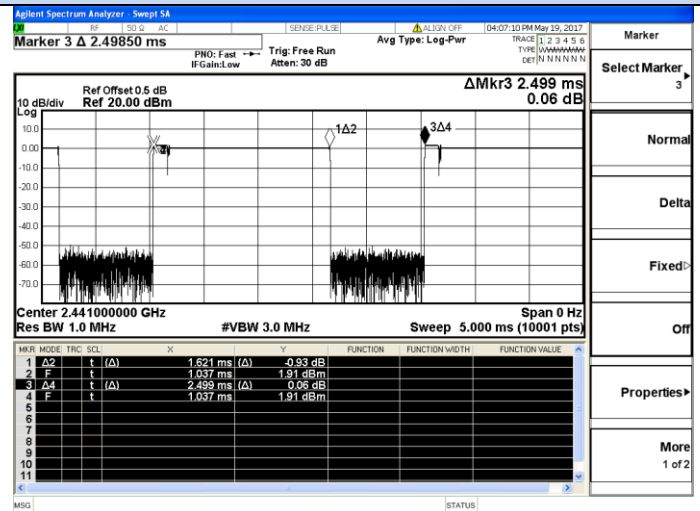 Agilent Spectrum Analyzer - Swept SA
RF 50 Ω AC SENSE:PULSE ALIGN OFF 04:07:10 PM May 19, 2017
Marker 3 Δ 2.49850 ms
PNO: Fast
IFGain:Low
Trig: Free Run
Atten: 30 dB
Avg Type: Log-Pwr
TRACE 1 2 3 4 5 6
TYPE WWWWWW
DET N N N N N N
Ref Offset 0.5 dB
10 dB/div Ref 20.00 dBm
Log
ΔMkr3 2.499 ms
0.06 dB
10.0
0.00
-10.0
-20.0
-30.0
-40.0
-50.0
-60.0
-70.0
1Δ2
3Δ4
Center 2.441000000 GHz Span 0 Hz
Res BW 1.0 MHz #VBW 3.0 MHz Sweep 5.000 ms (10001 pts)
MKR MODE TRC SCL X Y FUNCTION FUNCTION WIDTH FUNCTION VALUE
1 Δ2 t (Δ) 1.621 ms (Δ) -0.93 dB
2 F t 1.037 ms 1.91 dBm
3 Δ4 t (Δ) 2.499 ms (Δ) 0.06 dB
4 F t 1.037 ms 1.91 dBm
5
6
7
8
9
10
11
MSG STATUS
Marker
Select Marker
3
Normal
Delta
Fixed
Off
Properties
More
1 of 2